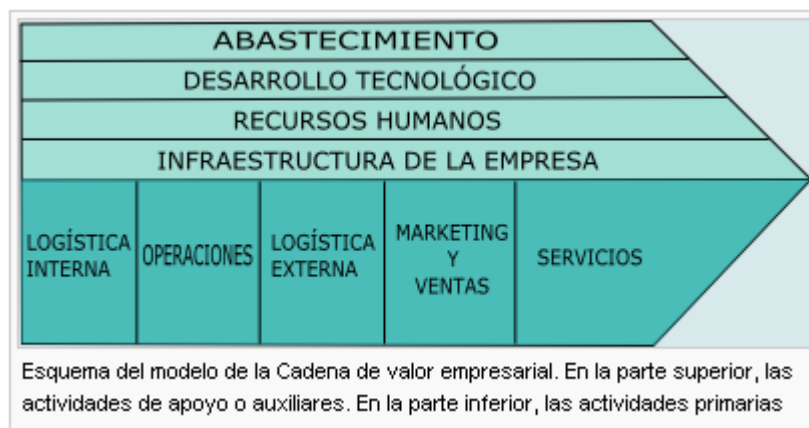 ABASTECIMIENTO
DESARROLLO TECNOLÓGICO
RECURSOS HUMANOS
INFRAESTRUCTURA DE LA EMPRESA
LOGÍSTICA
INTERNA
OPERACIONES
LOGÍSTICA
EXTERNA
MARKETING
Y
VENTAS
SERVICIOS
Esquema del modelo de la Cadena de valor empresarial. En la parte superior, las
actividades de apoyo o auxiliares. En la parte inferior, las actividades primarias